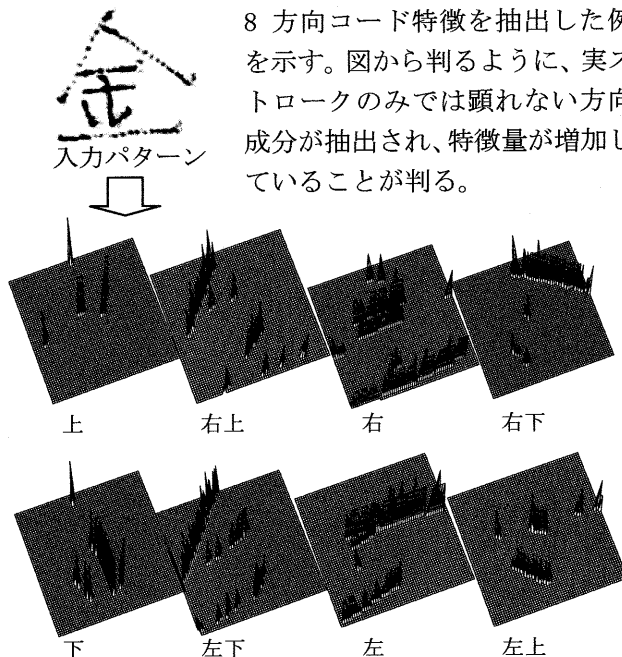 金
8 方向コード特徴を抽出した例
を示す。図から判るように、実ス
トロークのみでは顕れない方向
成分が抽出され、特徴量が増加し
ていることが判る。
入力パターン
上 右上 右 右下
下 左下 左 左上